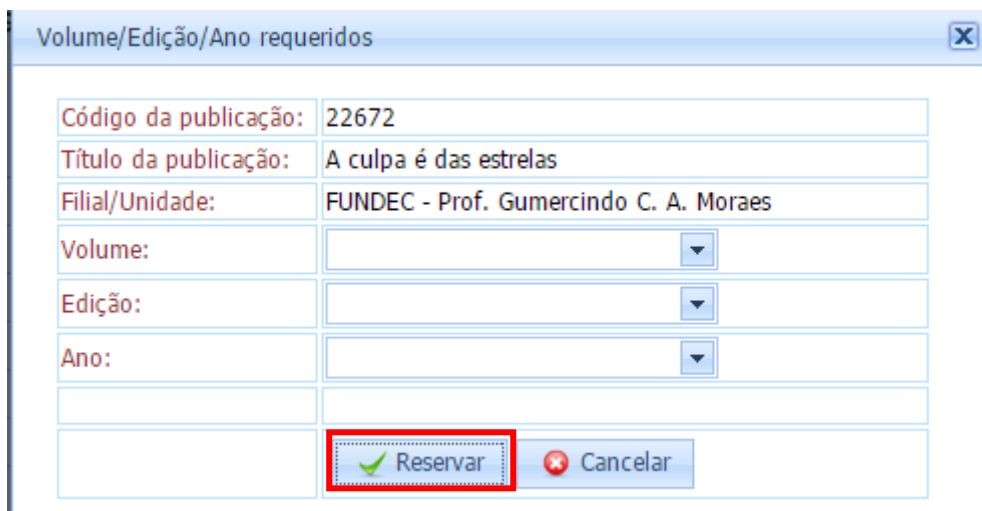 Volume/Edição/Ano requeridos
Código da publicação: 22672
Título da publicação: A culpa é das estrelas
Filial/Unidade: FUNDEC - Prof. Gumercindo C. A. Moraes
Volume:
Edição:
Ano:
Reservar Cancelar